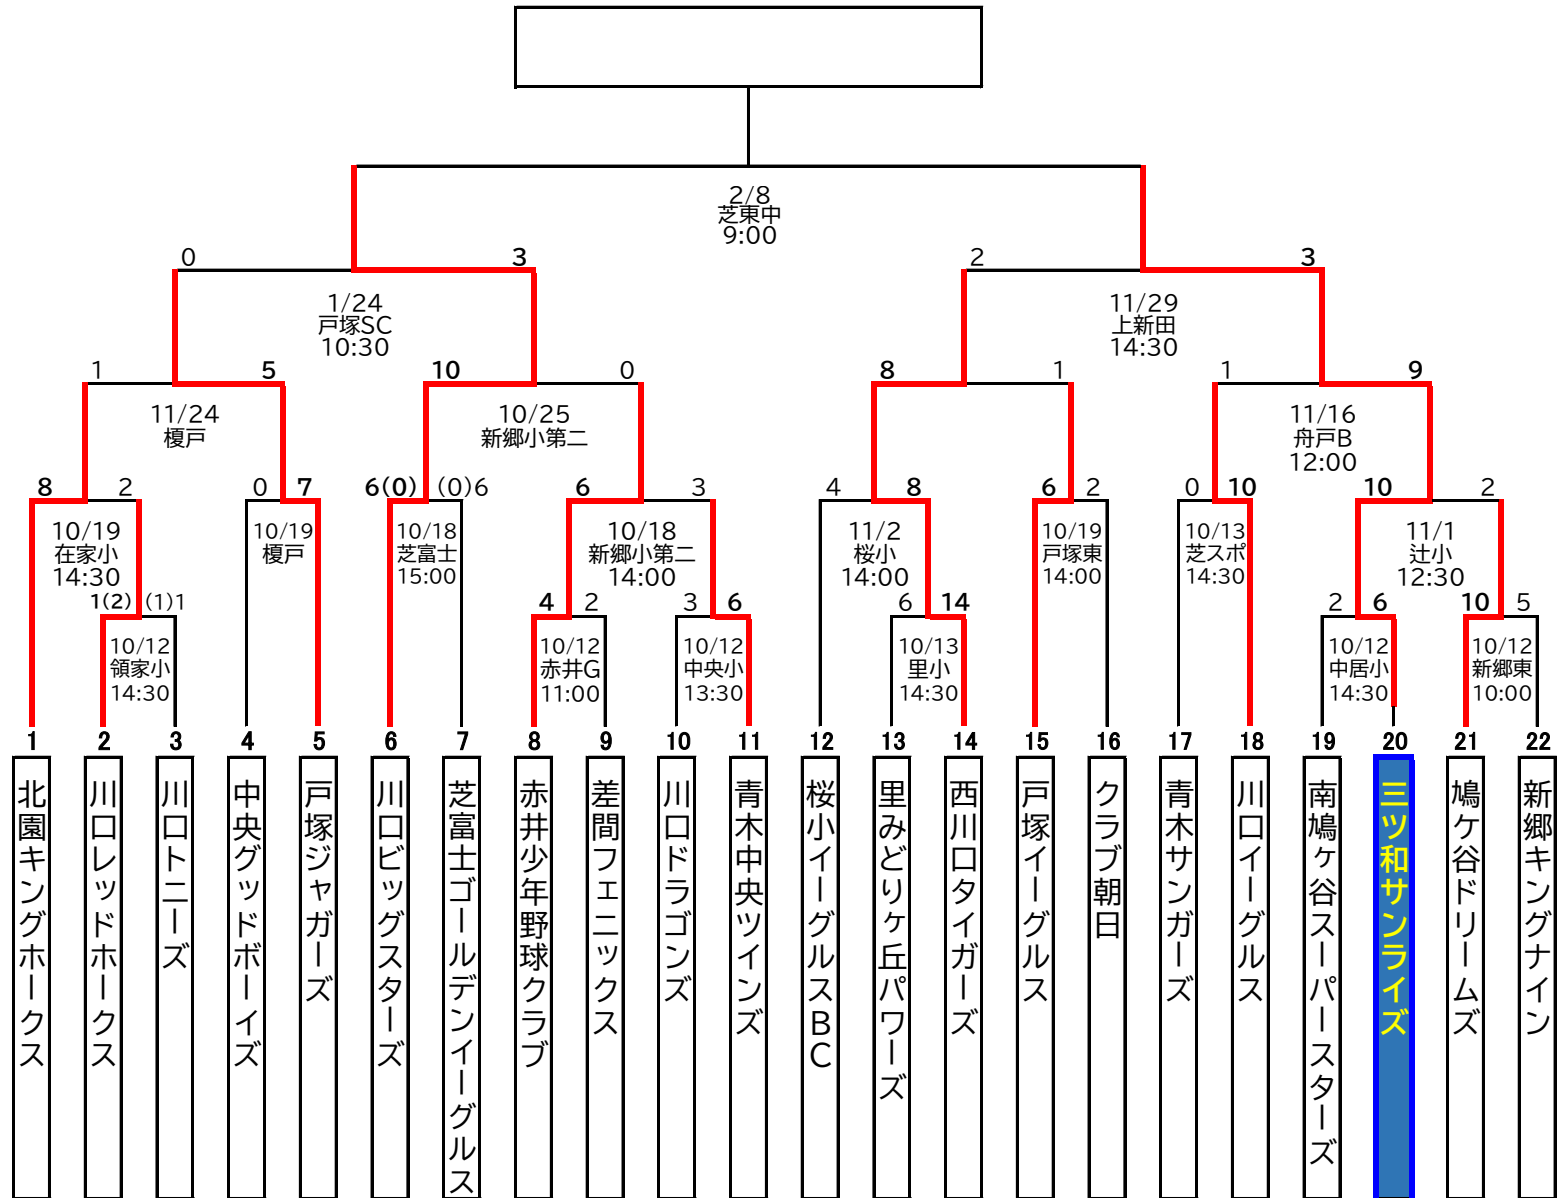 2/8
芝東中
9:00
0
3
2
3
1/24
戸塚SC
10:30
11/29
上新田
14:30
1
5
10
0
8
1
1
9
11/24
榎戸
10/25
新郷小第二
11/16
舟戸B
12:00
8
2
0
7
6(0)
(0)6
6
3
4
8
6
2
0
10
10
2
10/19
在家小
14:30
10/19
榎戸
10/18
芝富士
15:00
10/18
新郷小第二
14:00
11/2
桜小
14:00
10/19
戸塚東
14:00
10/13
芝スポ
14:30
11/1
辻小
12:30
1(2)
(1)1
4
2
3
6
6
14
2
6
10
5
10/12
領家小
14:30
10/12
赤井G
11:00
10/12
中央小
13:30
10/13
里小
14:30
10/12
中居小
14:30
10/12
新郷東
10:00
1
2
3
4
5
6
7
8
9
10
11
12
13
14
15
16
17
18
19
20
21
22
北園キングホークス
川口レッドホークス
川口トニーズ
中央グッドボーイズ
戸塚ジャガーズ
川口ビッグスターズ
芝富士ゴールデンイーグルス
赤井少年野球クラブ
差間フェニックス
川口ドラゴンズ
青木中央ツインズ
桜小イーグルスBC
里みどりヶ丘パワーズ
西川口タイガーズ
戸塚イーグルス
クラブ朝日
青木サンガーズ
川口イーグルス
南鳩ヶ谷スーパースターズ
三ツ和サンライズ
鳩ケ谷ドリームズ
新郷キングナイン